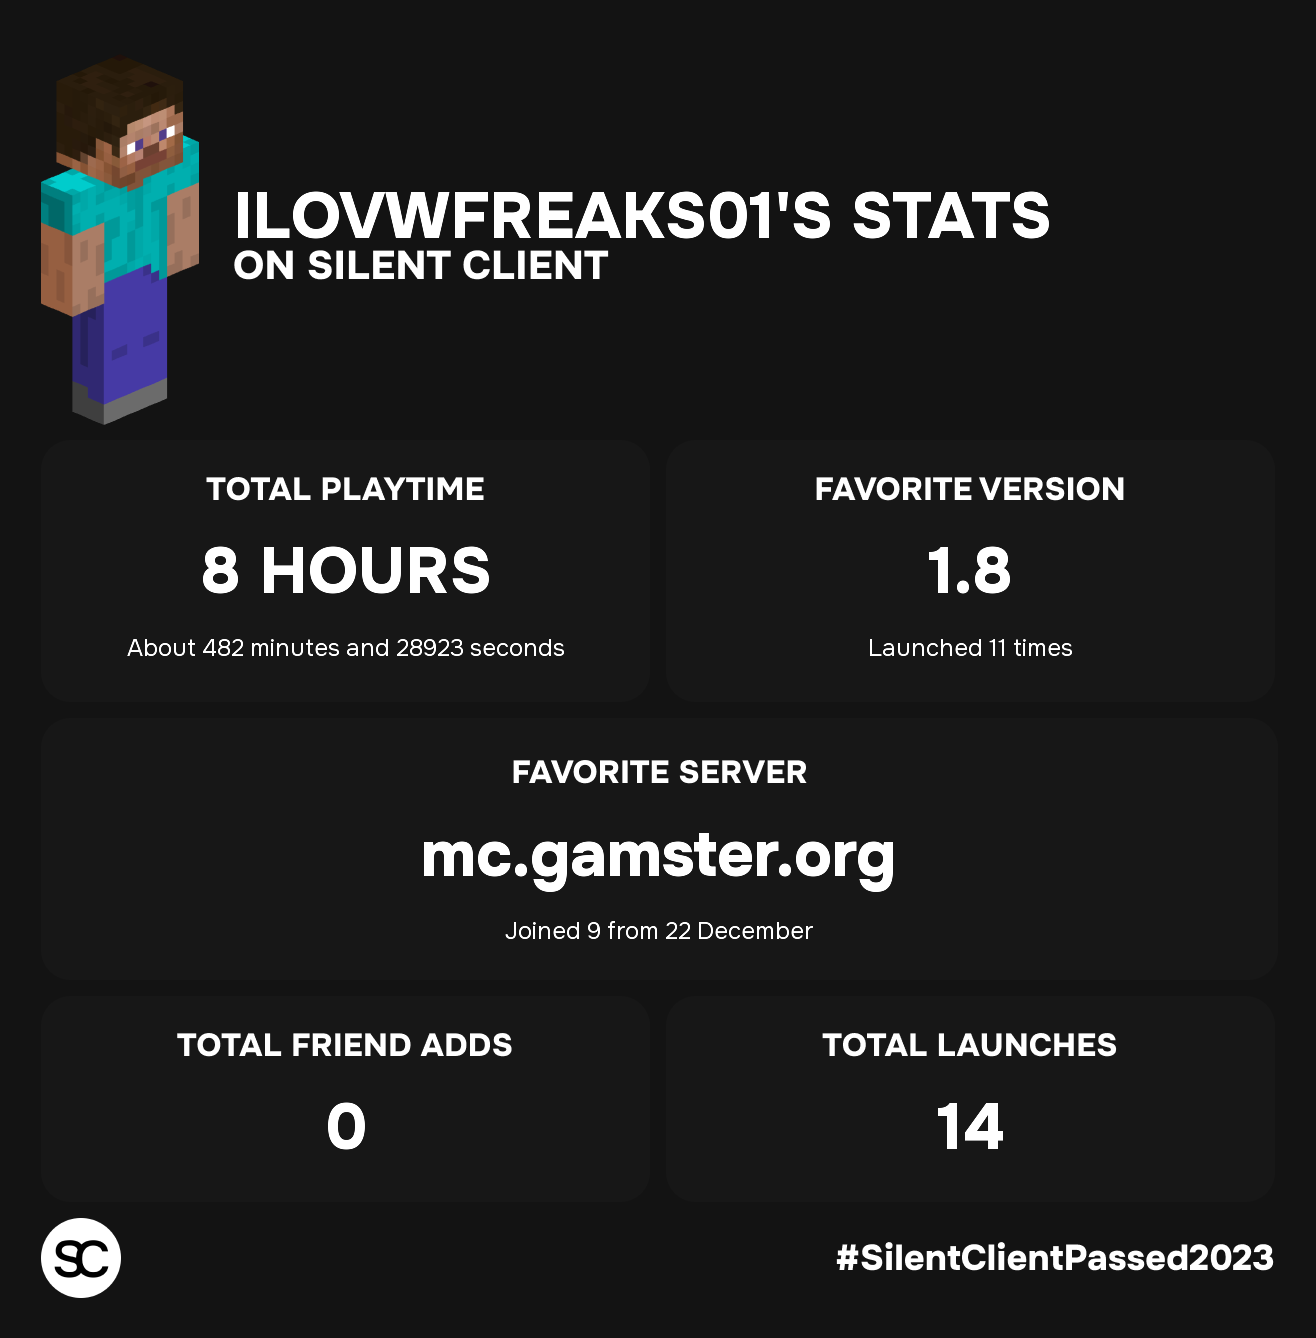 ILOVWFREAKS01'S STATS
ON SILENT CLIENT
TOTAL PLAYTIME
8 HOURS
About 482 minutes and 28923 seconds
FAVORITE VERSION
1.8
Launched 11 times
FAVORITE SERVER
mc.gamster.org
Joined 9 from 22 December
TOTAL FRIEND ADDS
0
TOTAL LAUNCHES
14
SC
#SilentClientPassed2023